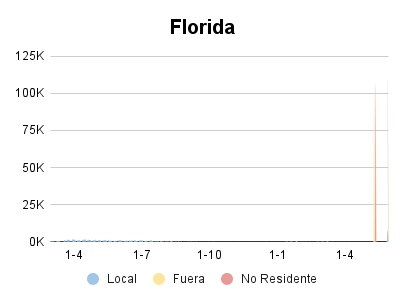 Florida
125K
100K
75K
50K
25K
0K
1-4 1-7 1-10 1-1 1-4
Local Fuera No Residente